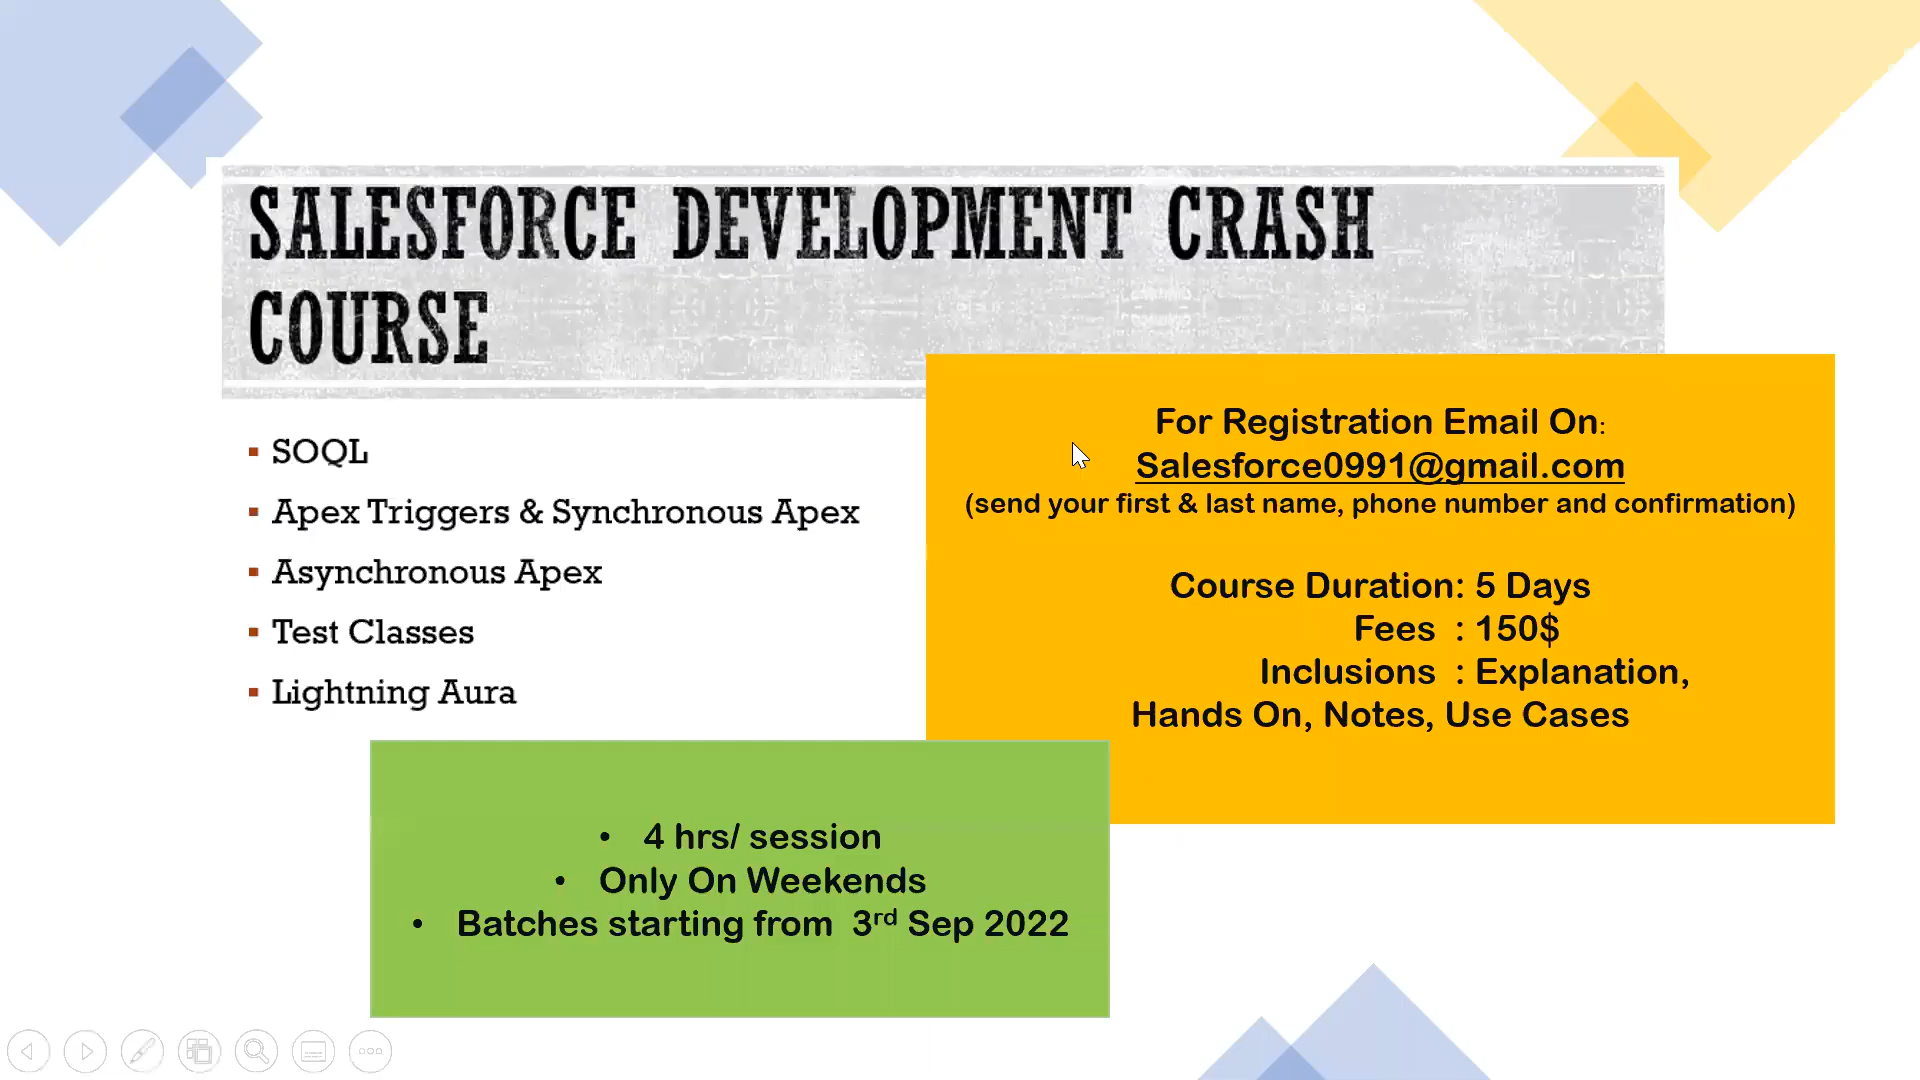 SALESFORCE DEVELOPMENT CRASH
COURSE
▪ SOQL
▪ Apex Triggers & Synchronous Apex
▪ Asynchronous Apex
▪ Test Classes
▪ Lightning Aura
For Registration Email On:
Salesforce0991@gmail.com
(send your first & last name, phone number and confirmation)
Course Duration: 5 Days
Fees : 150$
Inclusions : Explanation,
Hands On, Notes, Use Cases
• 4 hrs/ session
• Only On Weekends
• Batches starting from 3rd Sep 2022